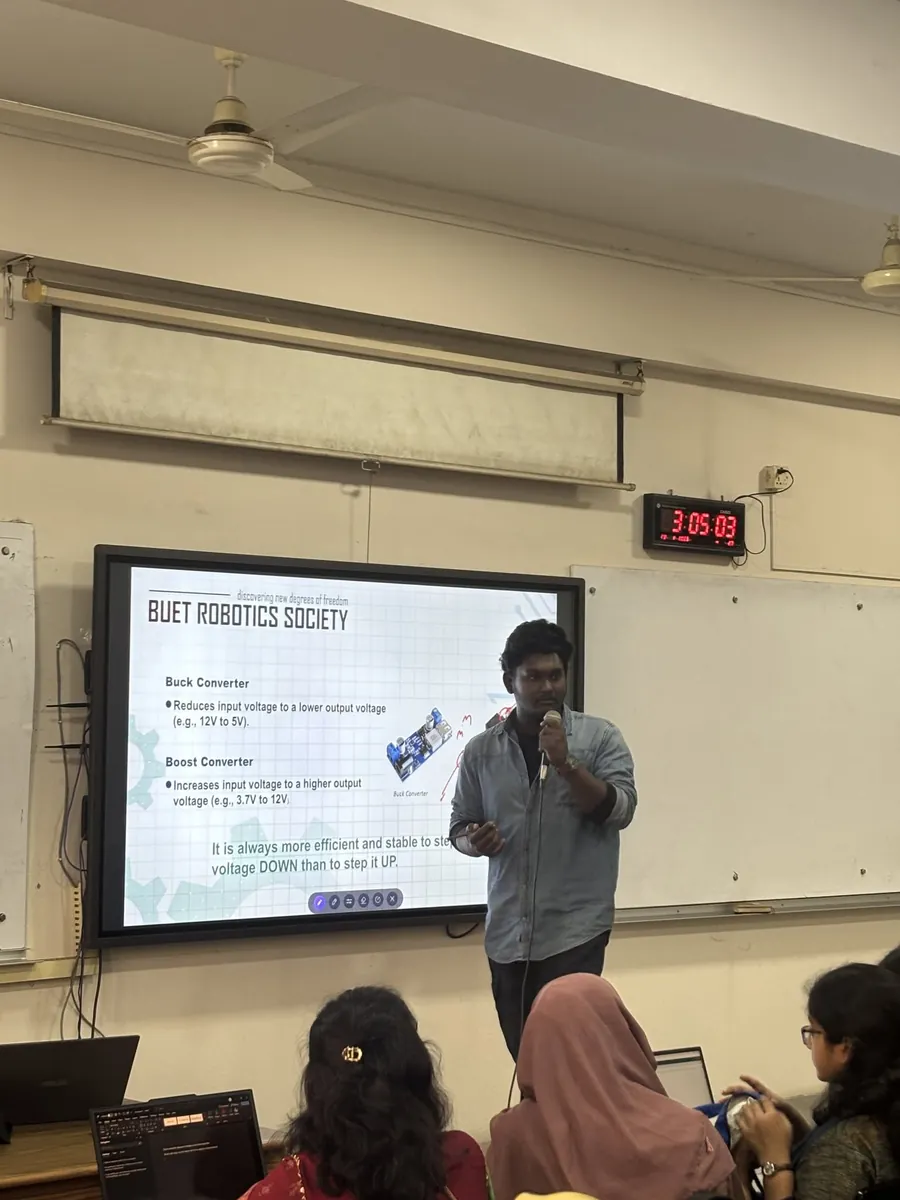 discovering new degrees of freedom
BUET ROBOTICS SOCIETY
3:05:03
Buck Converter
● Reduces input voltage to a lower output voltage
(e.g., 12V to 5V).
Boost Converter
● Increases input voltage to a higher output
voltage (e.g., 3.7V to 12V)
Buck Converter
It is always more efficient and stable to
voltage DOWN than to step it UP.